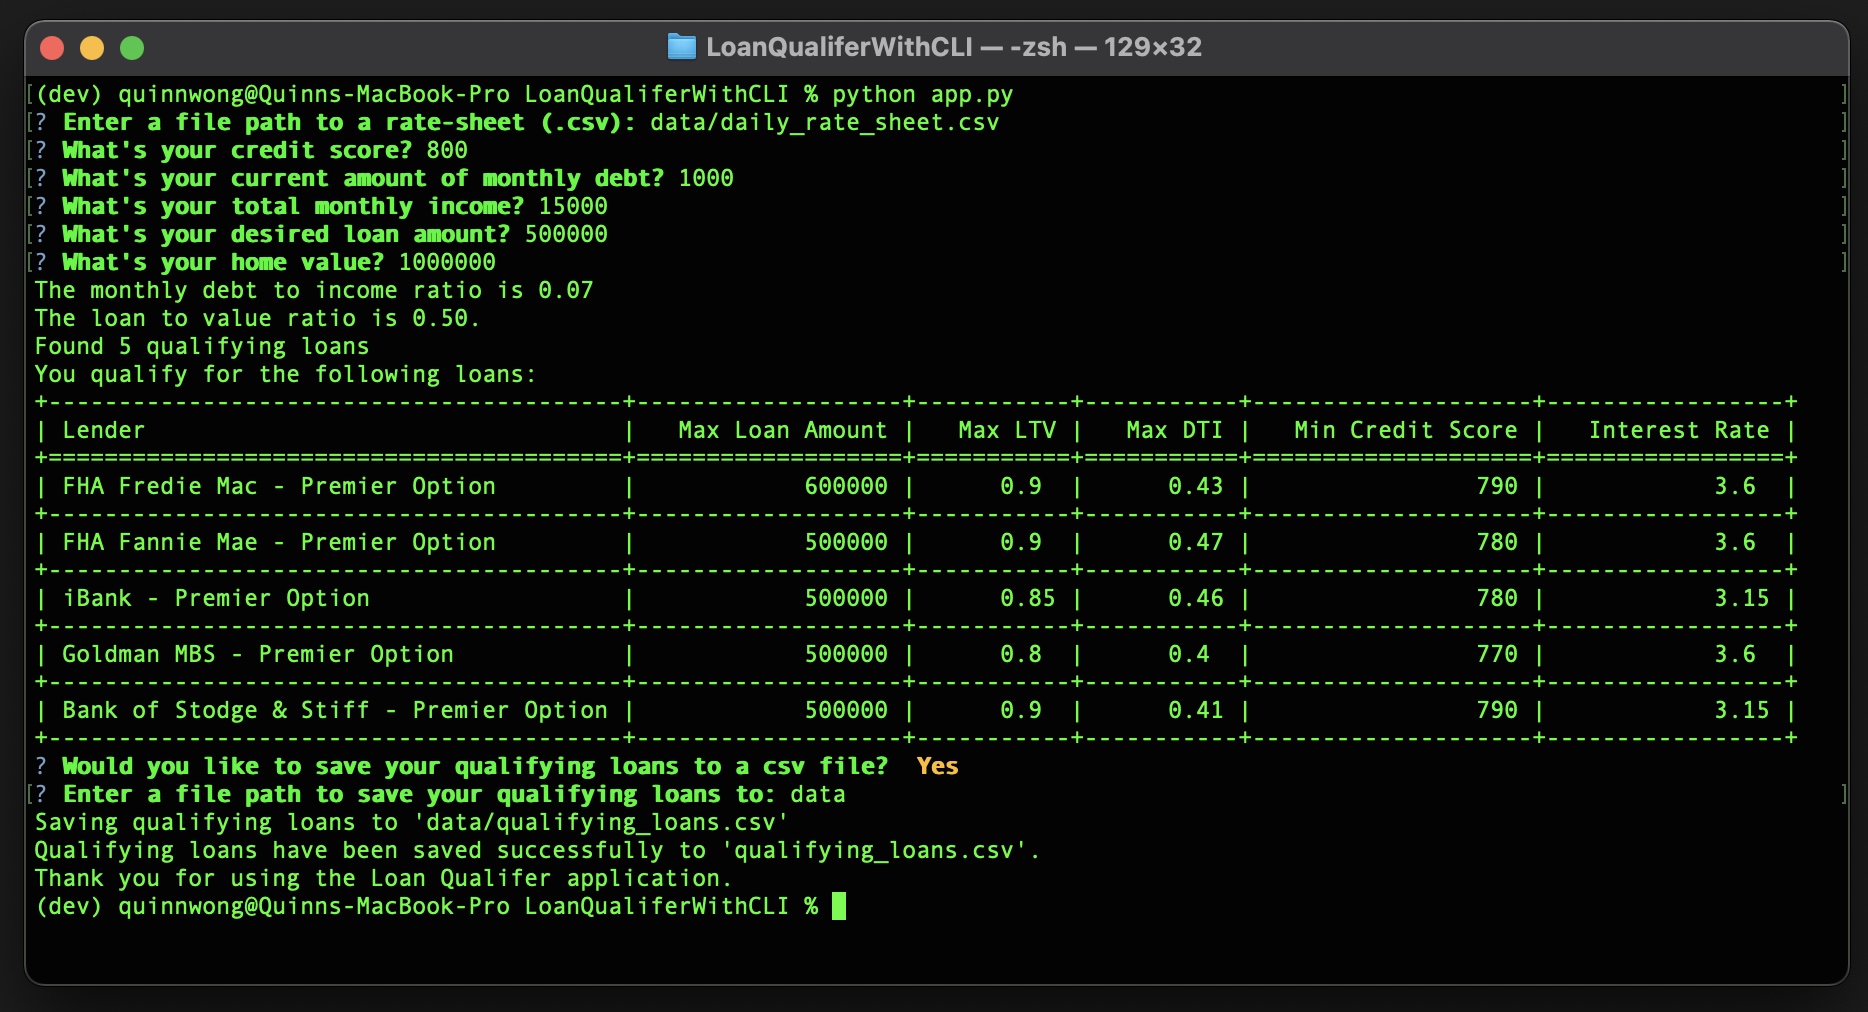 LoanQualiferWithCLI — -zsh — 129×32
[(dev) quinnwong@Quinns-MacBook-Pro LoanQualiferWithCLI % python app.py ]
[? Enter a file path to a rate-sheet (.csv): data/daily_rate_sheet.csv ]
[? What's your credit score? 800 ]
[? What's your current amount of monthly debt? 1000 ]
[? What's your total monthly income? 15000 ]
[? What's your desired loan amount? 500000 ]
[? What's your home value? 1000000 ]
The monthly debt to income ratio is 0.07
The loan to value ratio is 0.50.
Found 5 qualifying loans
You qualify for the following loans:
+-----------------------------------------+-------------------+-----------+-----------+--------------------+-----------------+
| Lender                                  |   Max Loan Amount |   Max LTV |   Max DTI |   Min Credit Score |   Interest Rate |
+=========================================+===================+===========+===========+====================+=================+
| FHA Fredie Mac - Premier Option         |            600000 |      0.9  |      0.43 |                790 |            3.6  |
+-----------------------------------------+-------------------+-----------+-----------+--------------------+-----------------+
| FHA Fannie Mae - Premier Option         |            500000 |      0.9  |      0.47 |                780 |            3.6  |
+-----------------------------------------+-------------------+-----------+-----------+--------------------+-----------------+
| iBank - Premier Option                  |            500000 |      0.85 |      0.46 |                780 |            3.15 |
+-----------------------------------------+-------------------+-----------+-----------+--------------------+-----------------+
| Goldman MBS - Premier Option            |            500000 |      0.8  |      0.4  |                770 |            3.6  |
+-----------------------------------------+-------------------+-----------+-----------+--------------------+-----------------+
| Bank of Stodge & Stiff - Premier Option |            500000 |      0.9  |      0.41 |                790 |            3.15 |
+-----------------------------------------+-------------------+-----------+-----------+--------------------+-----------------+
? Would you like to save your qualifying loans to a csv file?  Yes
[? Enter a file path to save your qualifying loans to: data ]
Saving qualifying loans to 'data/qualifying_loans.csv'
Qualifying loans have been saved successfully to 'qualifying_loans.csv'.
Thank you for using the Loan Qualifer application.
(dev) quinnwong@Quinns-MacBook-Pro LoanQualiferWithCLI %